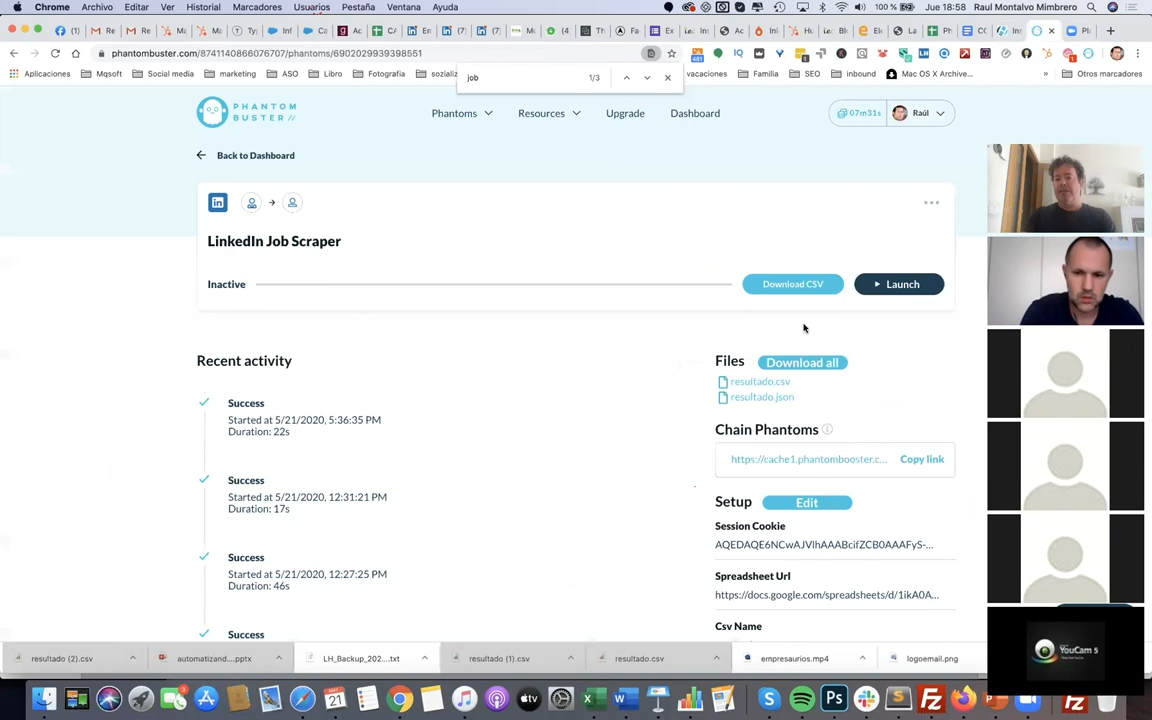 Chrome Archivo Editar Ver Historial Marcadores Usuarios Pestaña Ventana Ayuda 100 % Jue 18:58 Raul Montalvo Mimbrero
phantombuster.com/8741140866076707/phantoms/6902029939398551
Aplicaciones Mqsoft Social media marketing ASO Libro Fotografia job 1/3 vacaciones Familia SEO inbound Mac OS X Archive... » Otros marcadores
PHANTOM
BUSTER//
Phantoms Resources Upgrade Dashboard 07m31s Raúl
Back to Dashboard
LinkedIn Job Scraper
Inactive Download CSV Launch
Recent activity
Success
Started at 5/21/2020, 5:36:35 PM
Duration: 22s
Success
Started at 5/21/2020, 12:31:21 PM
Duration: 17s
Success
Started at 5/21/2020, 12:27:25 PM
Duration: 46s
Success
Files Download all
resultado.csv
resultado.json
Chain Phantoms
https://cache1.phantombooster.c... Copy link
Setup Edit
Session Cookie
Spreadsheet Url
https://docs.google.com/spreadsheets/d/1ikA0A...
Csv Name
YouCam 5
resultado (2).csv automatizand....pptx LH_Backup_202....txt resultado (1).csv resultado.csv empresaurios.mp4 logoemail.png